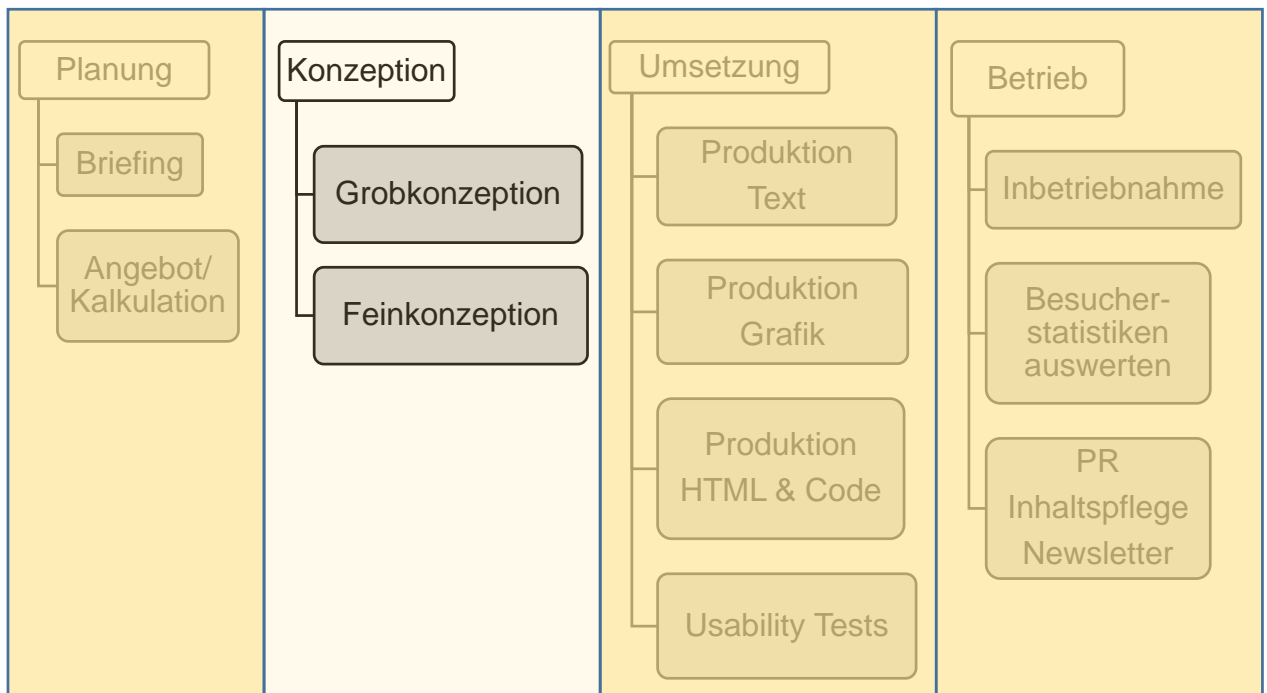 Planung
Briefing
Angebot/
Kalkulation
Konzeption
Grobkonzeption
Feinkonzeption
Umsetzung
Produktion
Text
Produktion
Grafik
Produktion
HTML & Code
Usability Tests
Betrieb
Inbetriebnahme
Besucher-
statistiken
auswerten
PR
Inhaltspflege
Newsletter